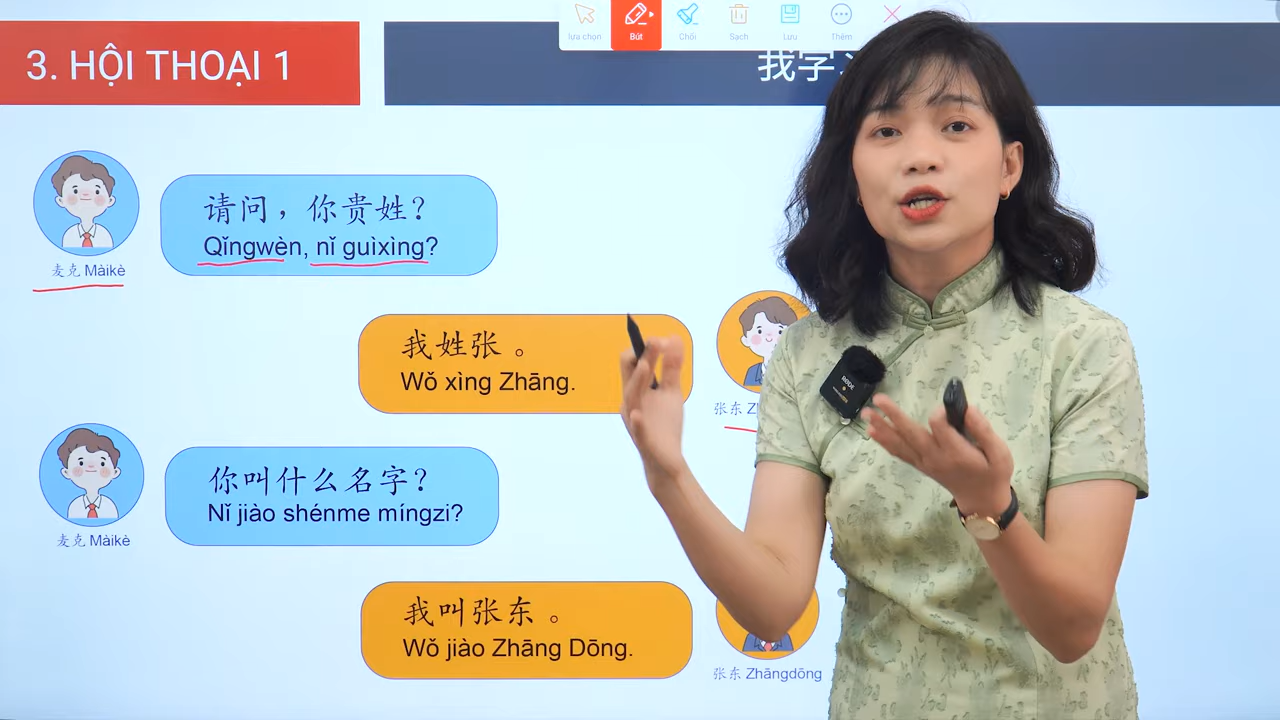 lựa chọn
Bút
Chổi
Sạch
Lưu
Thêm
3. HỘI THOẠI 1
我学
请问，你贵姓？
Qǐngwèn, nǐ guìxìng?
麦克 Màikè
我姓张。
Wǒ xìng Zhāng.
张东
你叫什么名字？
Nǐ jiào shénme míngzi?
麦克 Màikè
我叫张东。
Wǒ jiào Zhāng Dōng.
张东 Zhāngdōng